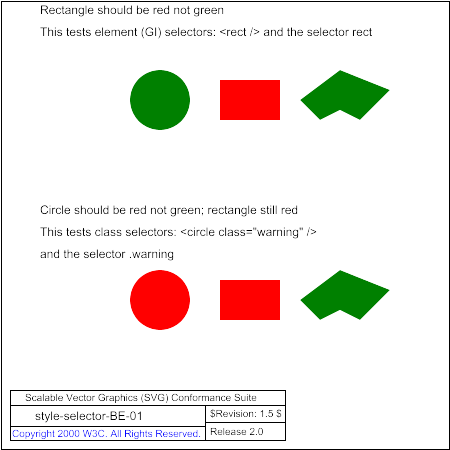 Rectangle should be red not green
This tests element (GI) selectors: <rect /> and the selector rect
Circle should be red not green; rectangle still red
This tests class selectors: <circle class="warning" />
and the selector .warning
Scalable Vector Graphics (SVG) Conformance Suite
style-selector-BE-01
$Revision: 1.5 $
Copyright 2000 W3C. All Rights Reserved.
Release 2.0